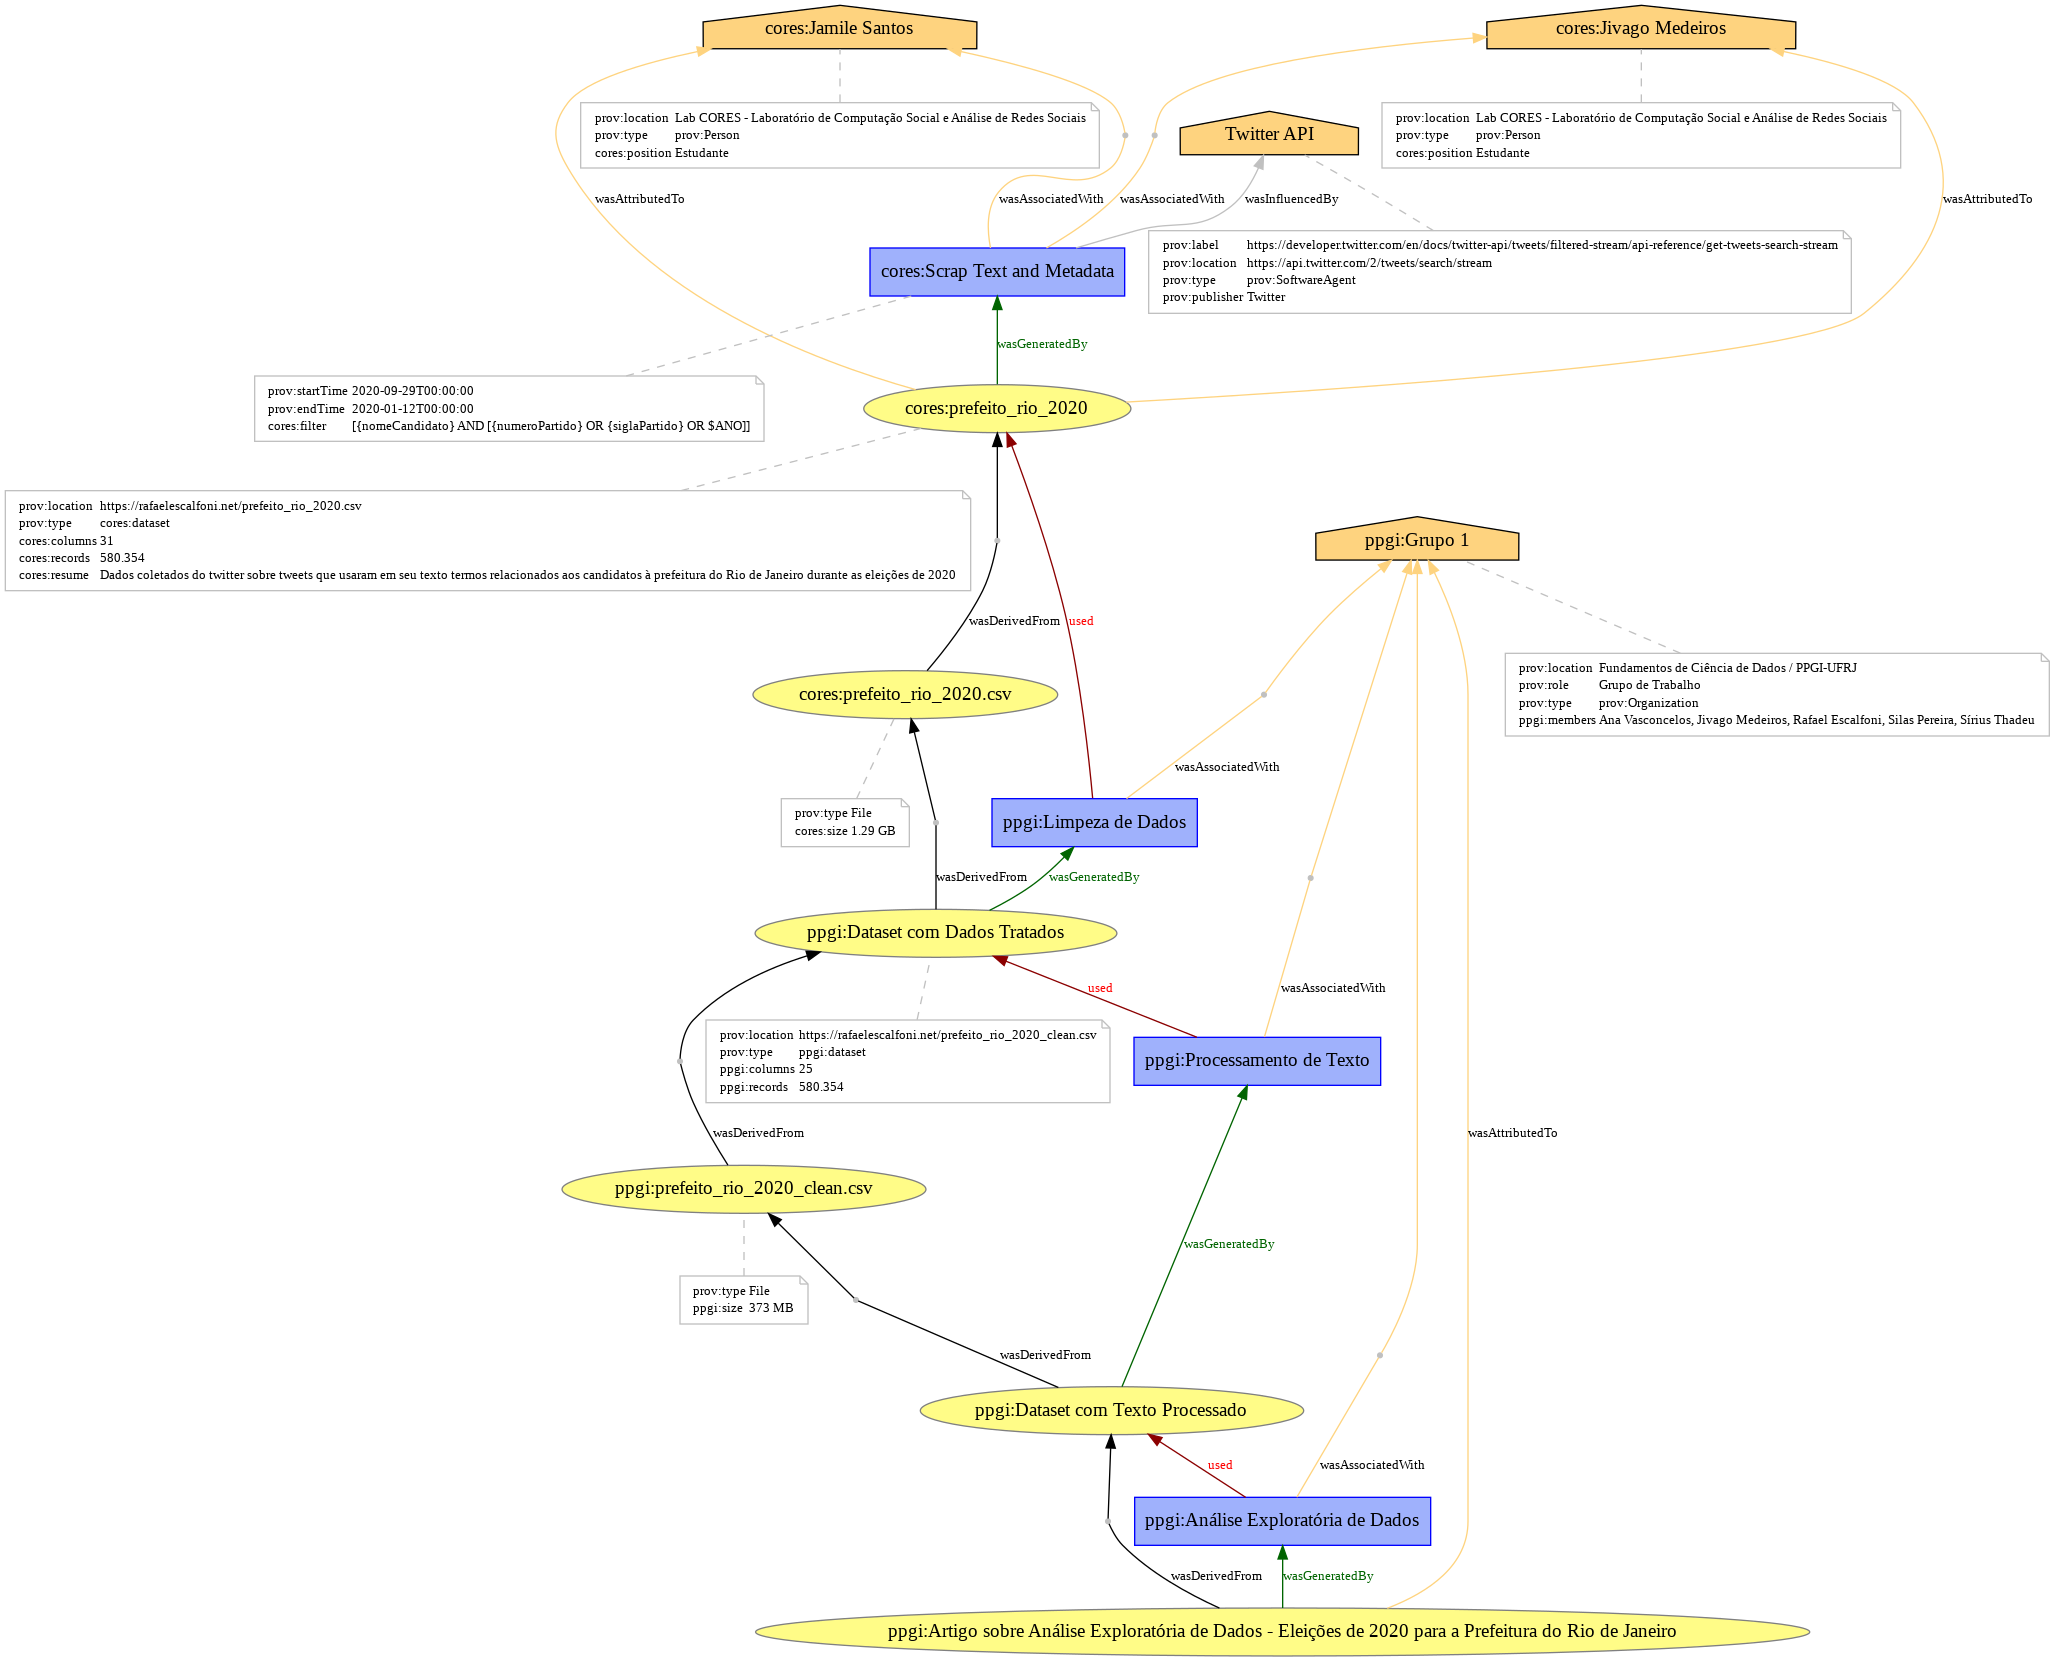 cores:Jamile Santos
cores:Jivago Medeiros
prov:location Lab CORES - Laboratório de Computação Social e Análise de Redes Sociais
prov:type prov:Person
cores:position Estudante
Twitter API
prov:location Lab CORES - Laboratório de Computação Social e Análise de Redes Sociais
prov:type prov:Person
cores:position Estudante
wasAttributedTo
wasAssociatedWith
wasAssociatedWith
wasInfluencedBy
wasAttributedTo
cores:Scrap Text and Metadata
prov:label https://developer.twitter.com/en/docs/twitter-api/tweets/filtered-stream/api-reference/get-tweets-search-stream
prov:location https://api.twitter.com/2/tweets/search/stream
prov:type prov:SoftwareAgent
prov:publisher Twitter
wasGeneratedBy
prov:startTime 2020-09-29T00:00:00
prov:endTime 2020-01-12T00:00:00
cores:filter [{nomeCandidato} AND [{numeroPartido} OR {siglaPartido} OR $ANO]]
cores:prefeito_rio_2020
prov:location https://rafaelescalfoni.net/prefeito_rio_2020.csv
prov:type cores:dataset
cores:columns 31
cores:records 580.354
cores:resume Dados coletados do twitter sobre tweets que usaram em seu texto termos relacionados aos candidatos à prefeitura do Rio de Janeiro durante as eleições de 2020
ppgi:Grupo 1
wasDerivedFrom
used
prov:location Fundamentos de Ciência de Dados / PPGI-UFRJ
prov:role Grupo de Trabalho
prov:type prov:Organization
ppgi:members Ana Vasconcelos, Jivago Medeiros, Rafael Escalfoni, Silas Pereira, Sírius Thadeu
cores:prefeito_rio_2020.csv
wasAssociatedWith
prov:type File
cores:size 1.29 GB
ppgi:Limpeza de Dados
wasDerivedFrom
wasGeneratedBy
ppgi:Dataset com Dados Tratados
used
wasAssociatedWith
prov:location https://rafaelescalfoni.net/prefeito_rio_2020_clean.csv
prov:type ppgi:dataset
ppgi:columns 25
ppgi:records 580.354
ppgi:Processamento de Texto
wasDerivedFrom
wasAttributedTo
ppgi:prefeito_rio_2020_clean.csv
wasGeneratedBy
prov:type File
ppgi:size 373 MB
wasDerivedFrom
ppgi:Dataset com Texto Processado
used
wasAssociatedWith
ppgi:Análise Exploratória de Dados
wasDerivedFrom
wasGeneratedBy
ppgi:Artigo sobre Análise Exploratória de Dados - Eleições de 2020 para a Prefeitura do Rio de Janeiro